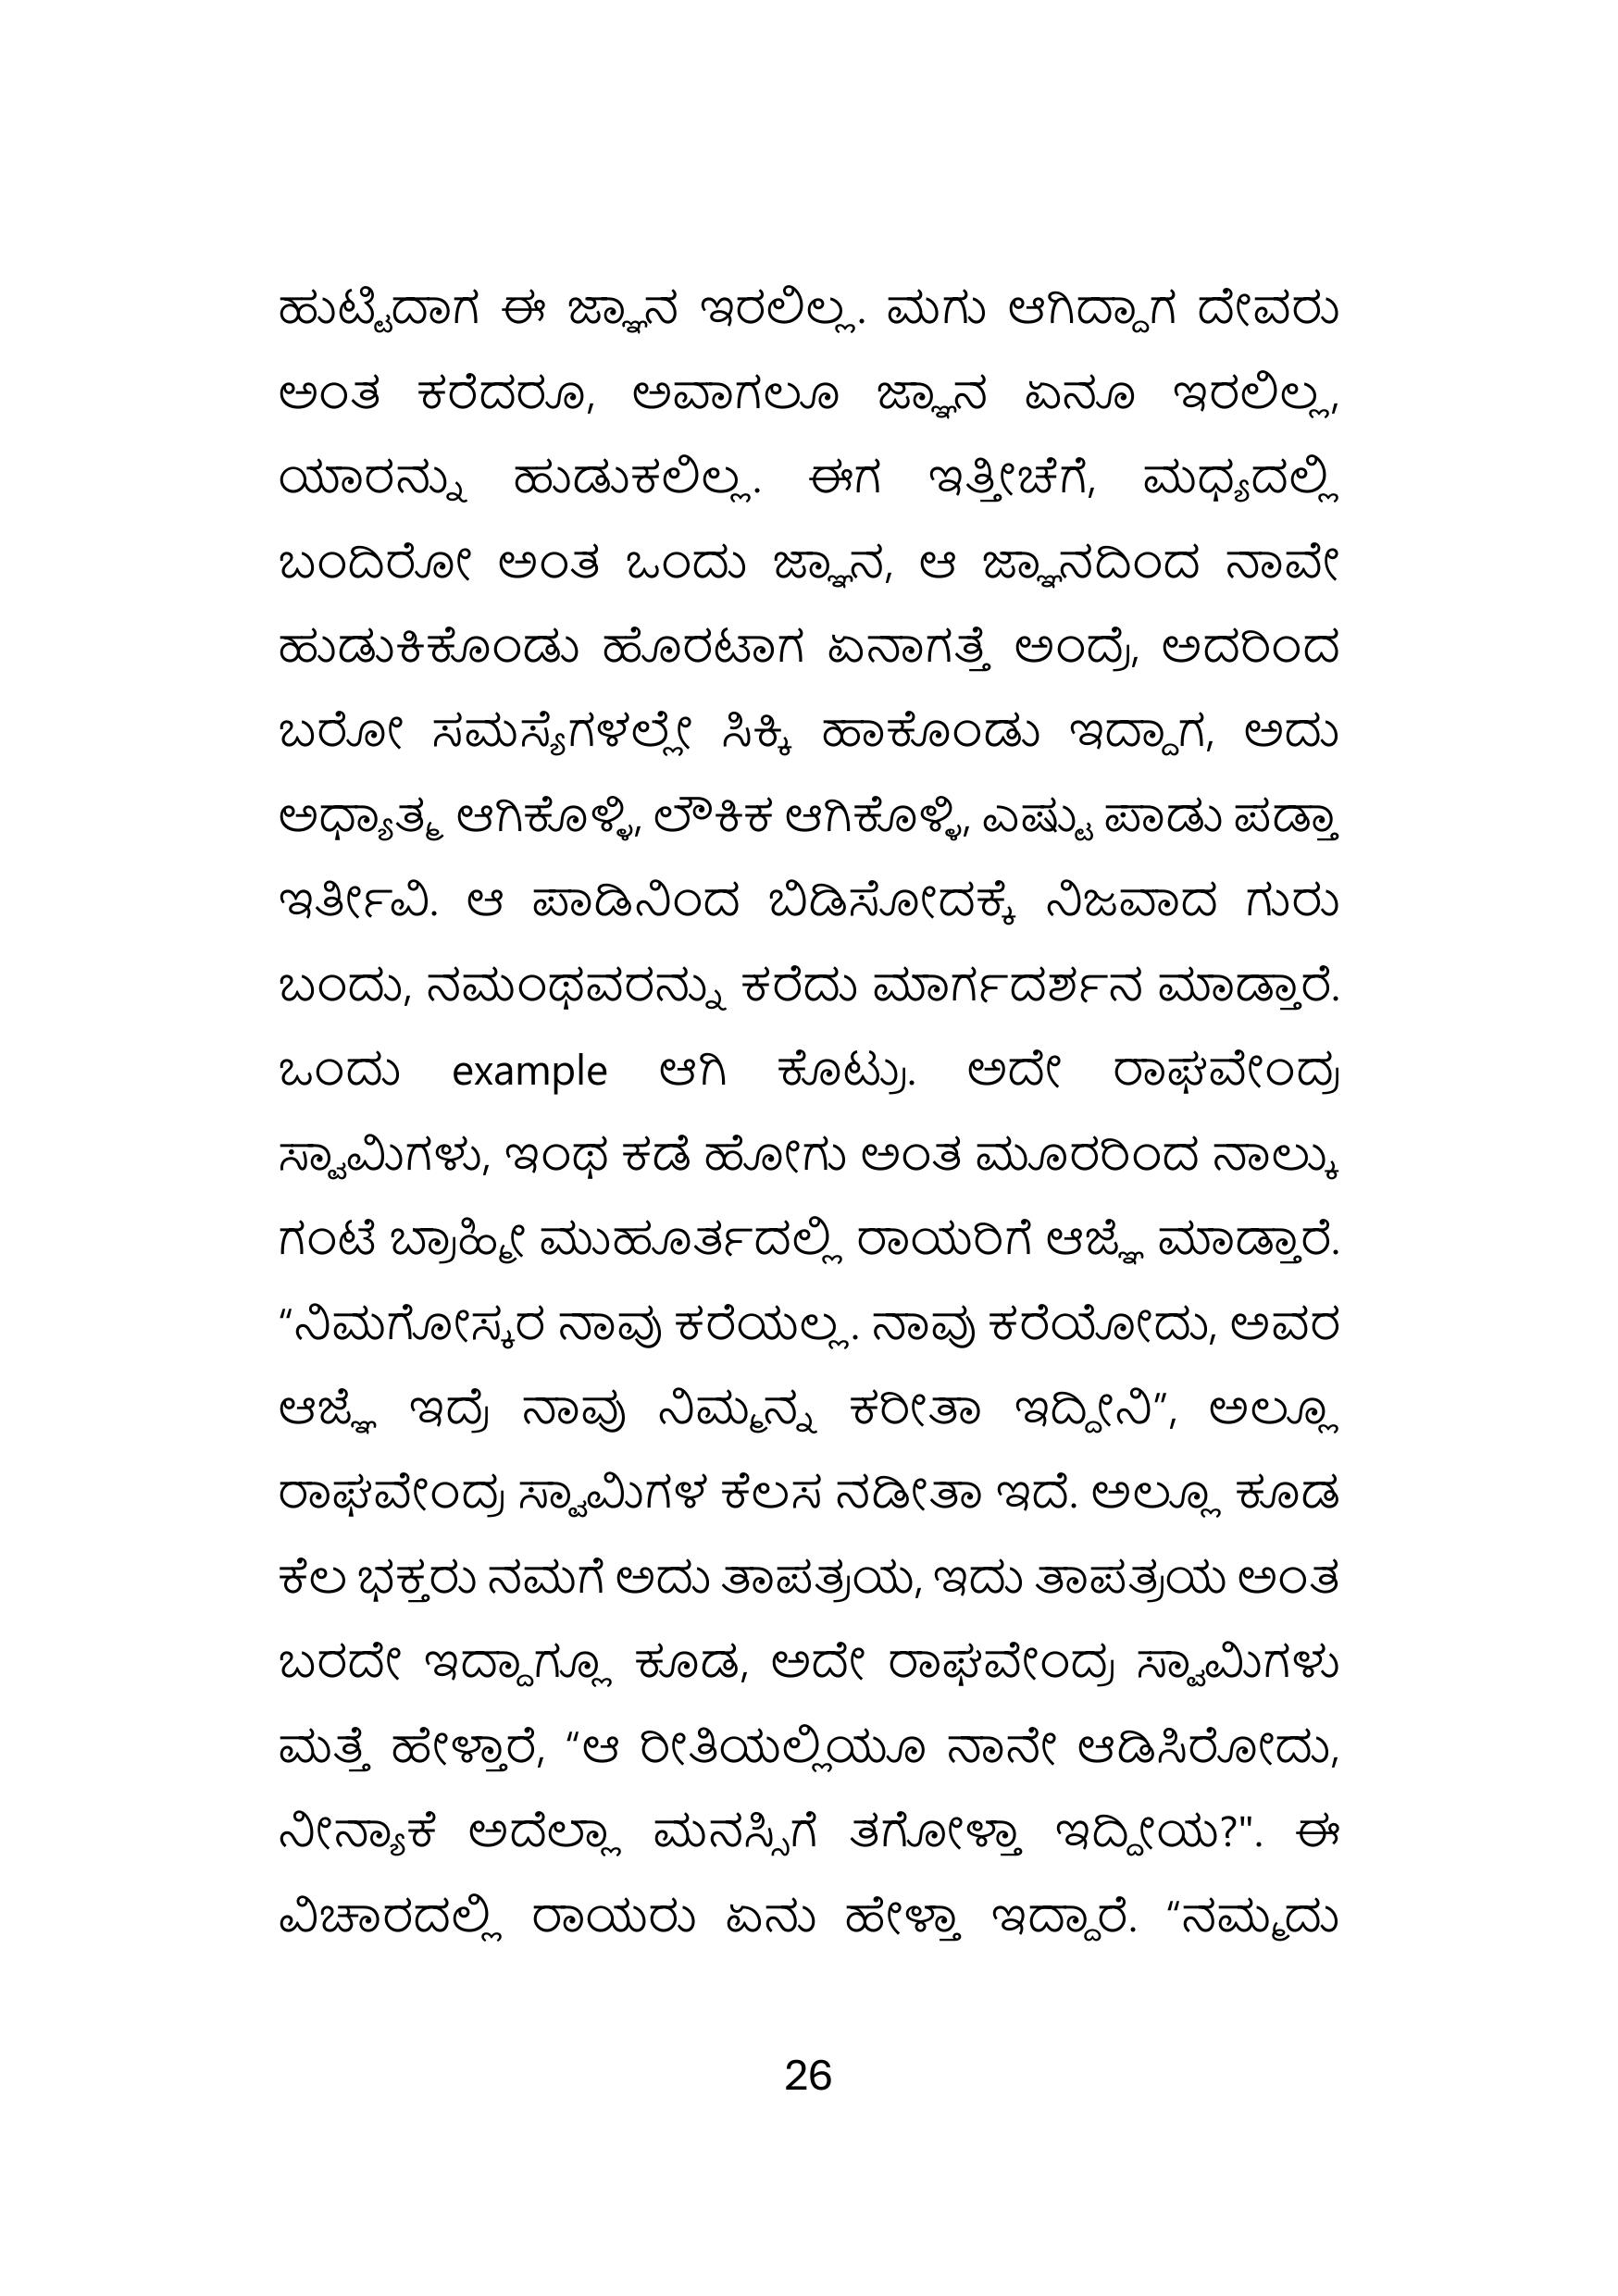 ಹುಟ್ಟಿದಾಗ ಈ ಜ್ಞಾನ ಇರಲಿಲ್ಲ. ಮಗು ಆಗಿದ್ದಾಗ ದೇವರು
ಅಂತ ಕರೆದರೂ, ಅವಾಗಲೂ ಜ್ಞಾನ ಏನೂ ಇರಲಿಲ್ಲ,
ಯಾರನ್ನು ಹುಡುಕಲಿಲ್ಲ. ಈಗ ಇತ್ತೀಚೆಗೆ, ಮಧ್ಯದಲ್ಲಿ
ಬಂದಿರೋ ಅಂತ ಒಂದು ಜ್ಞಾನ, ಆ ಜ್ಞಾನದಿಂದ ನಾವೇ
ಹುಡುಕಿಕೊಂಡು ಹೊರಟಾಗ ಏನಾಗತ್ತೆ ಅಂದ್ರೆ, ಅದರಿಂದ
ಬರೋ ಸಮಸ್ಯೆಗಳಲ್ಲೇ ಸಿಕ್ಕಿ ಹಾಕೊಂಡು ಇದ್ದಾಗ, ಅದು
ಅಧ್ಯಾತ್ಮ ಆಗಿಕೊಳ್ಳಿ, ಲೌಕಿಕ ಆಗಿಕೊಳ್ಳಿ, ಎಷ್ಟು ಪಾಡು ಪಡ್ತಾ
ಇರ್ತೀವಿ. ಆ ಪಾಡಿನಿಂದ ಬಿಡಿಸೋದಕ್ಕೆ ನಿಜವಾದ ಗುರು
ಬಂದು, ನಮಂಥವರನ್ನು ಕರೆದು ಮಾರ್ಗದರ್ಶನ ಮಾಡ್ತಾರೆ.
ಒಂದು example ಆಗಿ ಕೊಟ್ರು. ಅದೇ ರಾಘವೇಂದ್ರ
ಸ್ವಾಮಿಗಳು, ಇಂಥ ಕಡೆ ಹೋಗು ಅಂತ ಮೂರರಿಂದ ನಾಲ್ಕು
ಗಂಟೆ ಬ್ರಾಹ್ಮೀ ಮುಹೂರ್ತದಲ್ಲಿ ರಾಯರಿಗೆ ಆಜ್ಞೆ ಮಾಡ್ತಾರೆ.
“ನಿಮಗೋಸ್ಕರ ನಾವು ಕರೆಯಲ್ಲ. ನಾವು ಕರೆಯೋದು, ಅವರ
ಆಜ್ಞೆ ಇದ್ರೆ ನಾವು ನಿಮ್ಮನ್ನ ಕರೀತಾ ಇದ್ದೀನಿ”, ಅಲ್ಲೂ
ರಾಘವೇಂದ್ರ ಸ್ವಾಮಿಗಳ ಕೆಲಸ ನಡೀತಾ ಇದೆ. ಅಲ್ಲೂ ಕೂಡ
ಕೆಲ ಭಕ್ತರು ನಮಗೆ ಅದು ತಾಪತ್ರಯ, ಇದು ತಾಪತ್ರಯ ಅಂತ
ಬರದೇ ಇದ್ದಾಗ್ಲೂ ಕೂಡ, ಅದೇ ರಾಘವೇಂದ್ರ ಸ್ವಾಮಿಗಳು
ಮತ್ತೆ ಹೇಳ್ತಾರೆ, “ಆ ರೀತಿಯಲ್ಲಿಯೂ ನಾನೇ ಆಡಿಸಿರೋದು,
ನೀನ್ಯಾಕೆ ಅದೆಲ್ಲಾ ಮನಸ್ಸಿಗೆ ತಗೋಳ್ತಾ ಇದ್ದೀಯ?". ಈ
ವಿಚಾರದಲ್ಲಿ ರಾಯರು ಏನು ಹೇಳ್ತಾ ಇದ್ದಾರೆ. “ನಮ್ಮದು
26